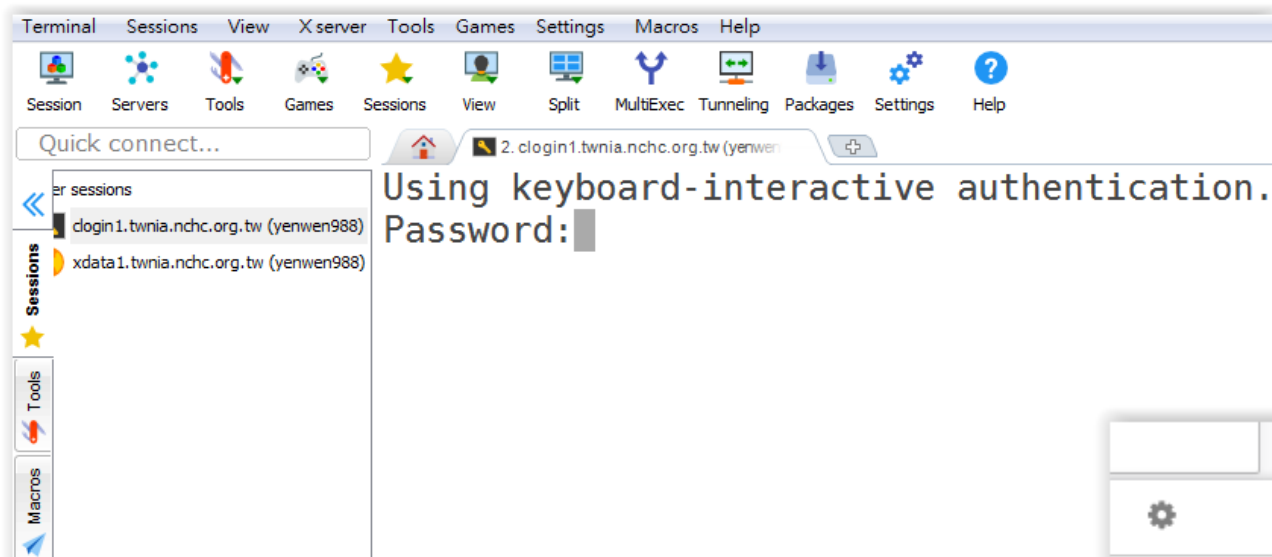 Terminal Sessions View X server Tools Games Settings Macros Help
Session Servers Tools Games Sessions View Split MultiExec Tunneling Packages Settings Help
Quick connect...
2. clogin1.twnia.nchc.org.tw (yenwen
er sessions
clogin1.twnia.nchc.org.tw (yenwen988)
xdata1.twnia.nchc.org.tw (yenwen988)
Sessions
Tools
Macros
Using keyboard-interactive authentication.
Password: